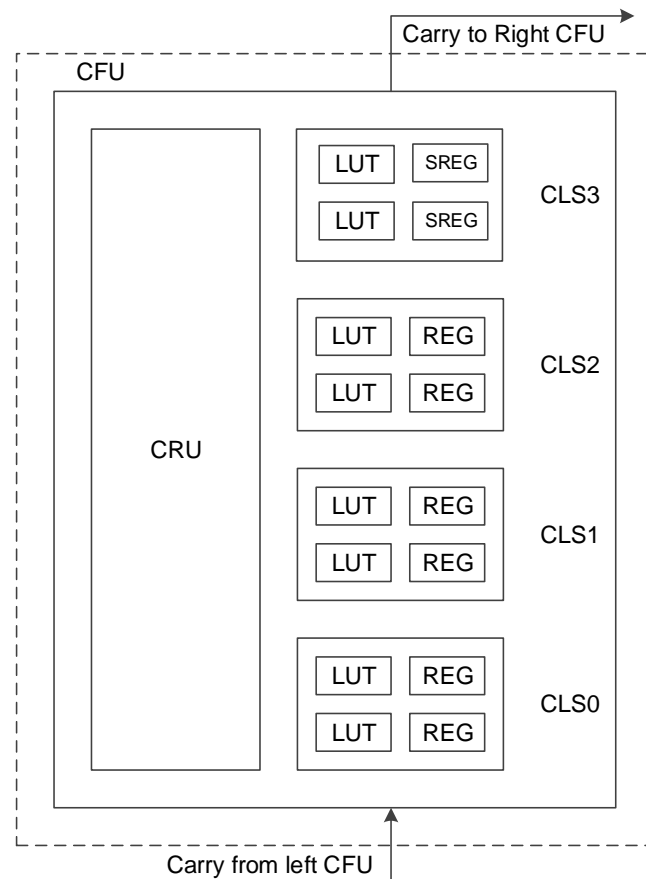 Carry to Right CFU
CFU
LUT SREG
CLS3
LUT SREG
LUT REG
CLS2
LUT REG
CRU
LUT REG
CLS1
LUT REG
LUT REG
CLS0
LUT REG
Carry from left CFU